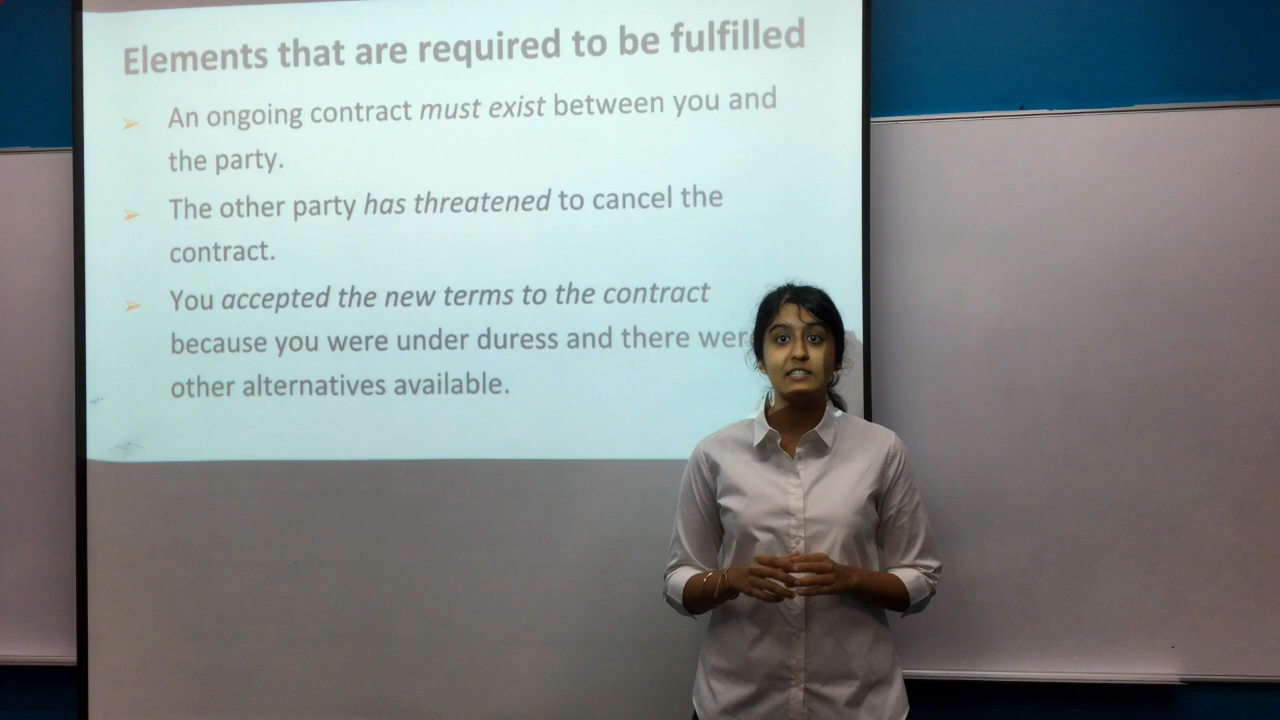 Elements that are required to be fulfilled
An ongoing contract must exist between you and
the party.
The other party has threatened to cancel the
contract.
You accepted the new terms to the contract
because you were under duress and there
other alternatives available.